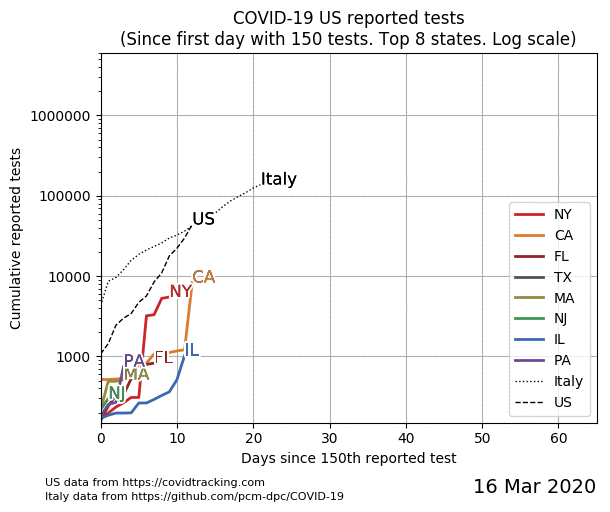 COVID-19 US reported tests
(Since first day with 150 tests. Top 8 states. Log scale)
Cumulative reported tests
1000000
100000
10000
1000
Italy
US
CA
NY
IL
FL
PA
MA
NJ
NY
CA
FL
TX
MA
NJ
IL
PA
Italy
US
0 10 20 30 40 50 60
Days since 150th reported test
US data from https://covidtracking.com
Italy data from https://github.com/pcm-dpc/COVID-19
16 Mar 2020